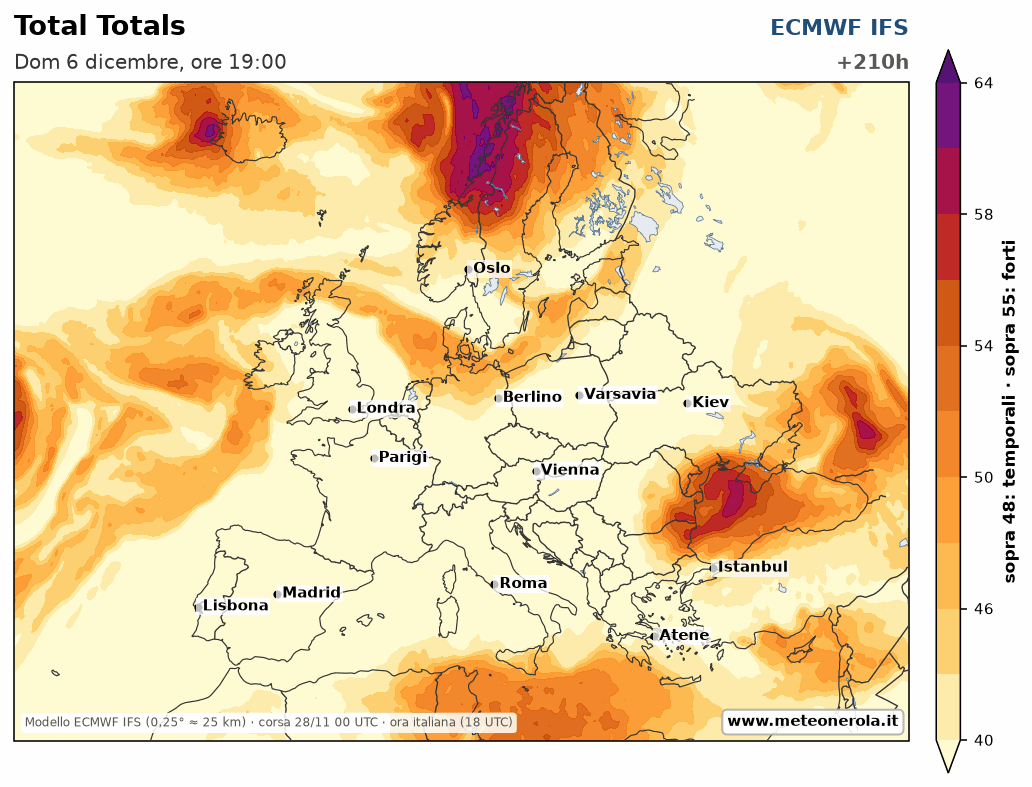 Total Totals
ECMWF IFS
Dom 6 dicembre, ore 19:00
+210h
64
58
54
50
46
40
sopra 48: temporali · sopra 55: forti
Oslo
Londra
Berlino
Varsavia
Kiev
Parigi
Vienna
Istanbul
Roma
Madrid
Lisbona
Atene
Modello ECMWF IFS (0,25° ≈ 25 km) · corsa 28/11 00 UTC · ora italiana (18 UTC)
www.meteonerola.it